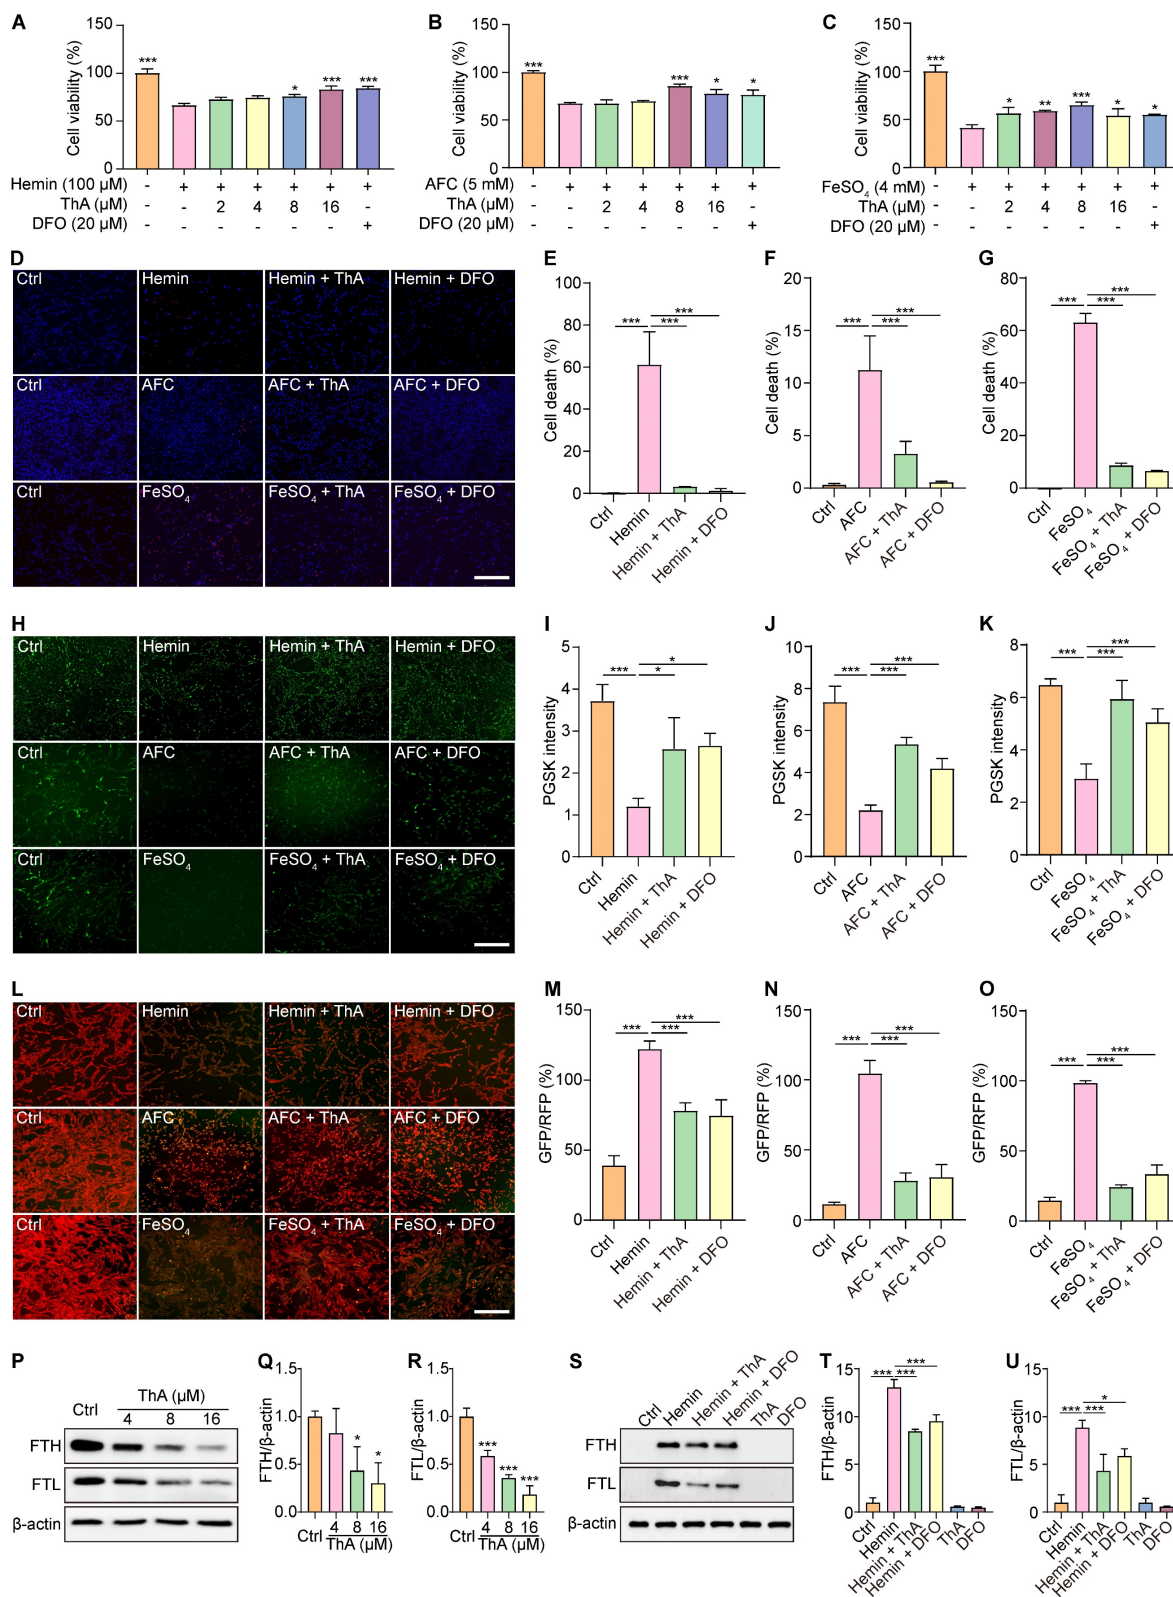 A
Cell viability (%)
150
100
50
0
***
*
***
***
Hemin (100 µM) - + + + + + +
ThA (µM) - - 2 4 8 16 -
DFO (20 µM) - - - - - - +
B
Cell viability (%)
150
100
50
0
***
***
*
*
AFC (5 mM) - + + + + + +
ThA (µM) - - 2 4 8 16 -
DFO (20 µM) - - - - - - +
C
Cell viability (%)
150
100
50
0
***
*
**
***
*
*
FeSO4 (4 mM) - + + + + + +
ThA (µM) - - 2 4 8 16 -
DFO (20 µM) - - - - - - +
D
Ctrl Hemin Hemin + ThA Hemin + DFO
Ctrl AFC AFC + ThA AFC + DFO
Ctrl FeSO4 FeSO4 + ThA FeSO4 + DFO
E
Cell death (%)
100
80
60
40
20
0
*** *** ***
Ctrl Hemin Hemin + ThA Hemin + DFO
F
Cell death (%)
20
15
10
5
0
*** *** ***
Ctrl AFC AFC + ThA AFC + DFO
G
Cell death (%)
80
60
40
20
0
*** *** ***
Ctrl FeSO4 FeSO4 + ThA FeSO4 + DFO
H
Ctrl Hemin Hemin + ThA Hemin + DFO
Ctrl AFC AFC + ThA AFC + DFO
Ctrl FeSO4 FeSO4 + ThA FeSO4 + DFO
I
PGSK intensity
5
4
3
2
1
0
*** * *
Ctrl Hemin Hemin + ThA Hemin + DFO
J
PGSK intensity
10
8
6
4
2
0
*** *** ***
Ctrl AFC AFC + ThA AFC + DFO
K
PGSK intensity
8
6
4
2
0
*** *** ***
Ctrl FeSO4 FeSO4 + ThA FeSO4 + DFO
L
Ctrl Hemin Hemin + ThA Hemin + DFO
Ctrl AFC AFC + ThA AFC + DFO
Ctrl FeSO4 FeSO4 + ThA FeSO4 + DFO
M
GFP/RFP (%)
150
100
50
0
*** *** ***
Ctrl Hemin Hemin + ThA Hemin + DFO
N
GFP/RFP (%)
150
100
50
0
*** *** ***
Ctrl AFC AFC + ThA AFC + DFO
O
GFP/RFP (%)
150
100
50
0
*** *** ***
Ctrl FeSO4 FeSO4 + ThA FeSO4 + DFO
P
ThA (µM)
Ctrl 4 8 16
FTH
FTL
β-actin
Q
FTH/β-actin
1.5
1.0
0.5
0.0
* *
Ctrl 4 8 16
ThA (µM)
R
FTL/β-actin
1.5
1.0
0.5
0.0
*** *** ***
Ctrl 4 8 16
ThA (µM)
S
Ctrl Hemin Hemin + ThA Hemin + DFO ThA DFO
FTH
FTL
β-actin
T
FTH/β-actin
15
10
5
0
*** *** ***
Ctrl Hemin Hemin + ThA Hemin + DFO ThA DFO
U
FTL/β-actin
15
10
5
0
*** *** *
Ctrl Hemin Hemin + ThA Hemin + DFO ThA DFO